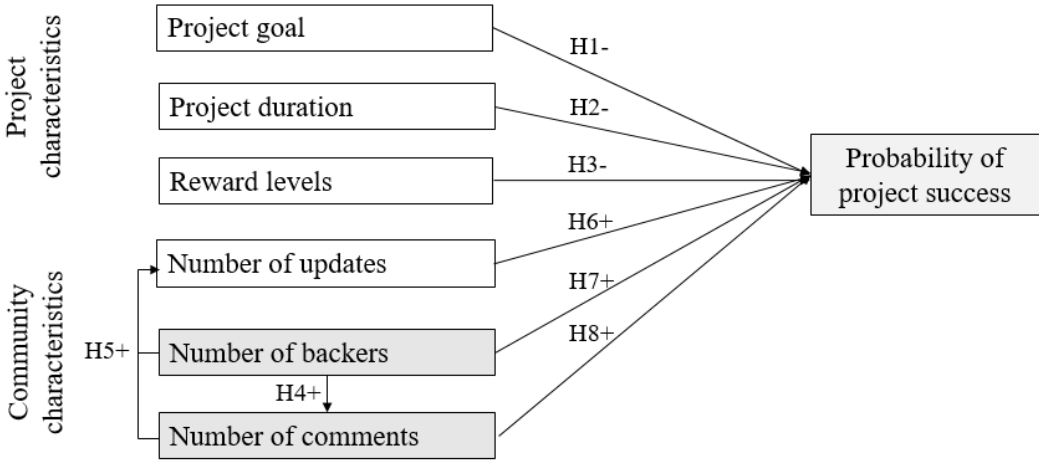 Project
characteristics
Project goal
Project duration
Reward levels
H1-
H2-
H3-
Probability of
project success
Community
characteristics
Number of updates
Number of backers
Number of comments
H5+
H4+
H6+
H7+
H8+